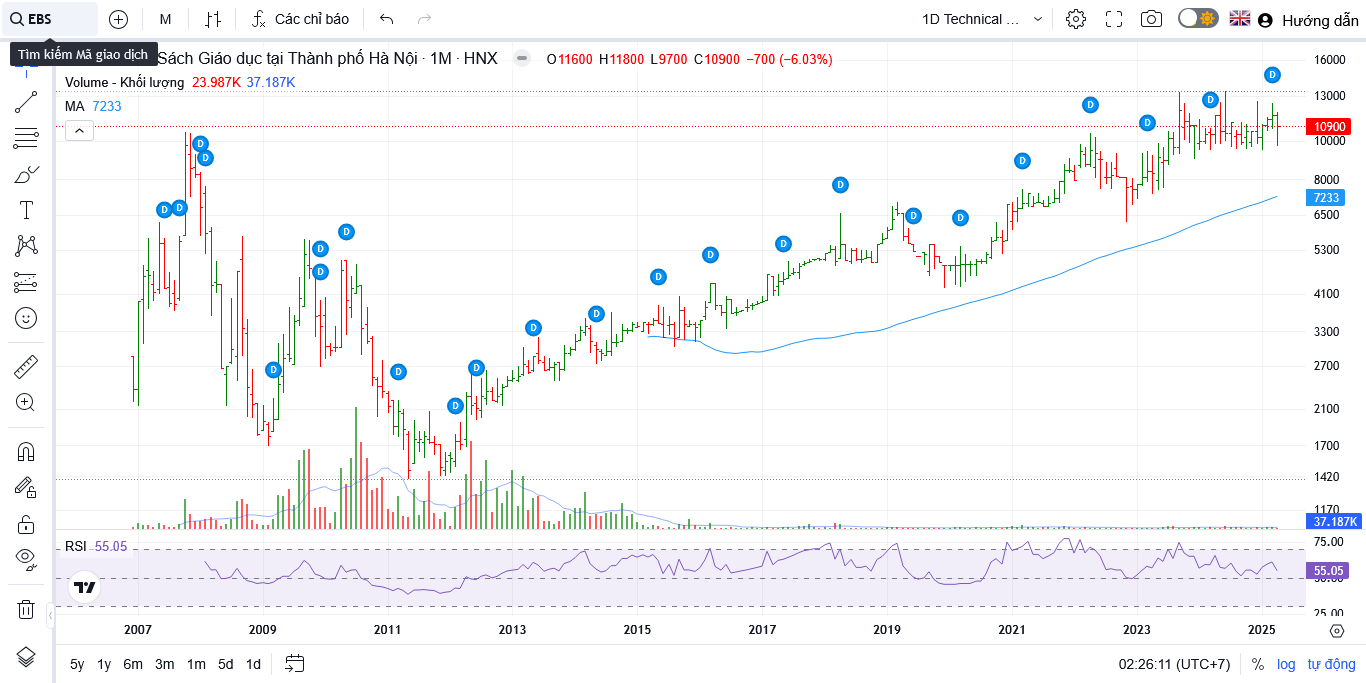 EBS M Các chỉ báo 1D Technical ... Hướng dẫn
Tìm kiếm Mã giao dịch
Sách Giáo dục tại Thành phố Hà Nội · 1M · HNX O11600 H11800 L9700 C10900 −700 (−6.03%)
Volume - Khối lượng 23.987K 37.187K
MA 7233
D D D D D D D D D D D D D D D D D D D D D D D D D
16000
13000
10900
10000
8000
7233
6500
5300
4100
3300
2700
2100
1700
1420
1170
37.187K
RSI 55.05
75.00
55.05
50.00
25.00
2007 2009 2011 2013 2015 2017 2019 2021 2023 2025
5y 1y 6m 3m 1m 5d 1d 02:26:11 (UTC+7) % log tự động